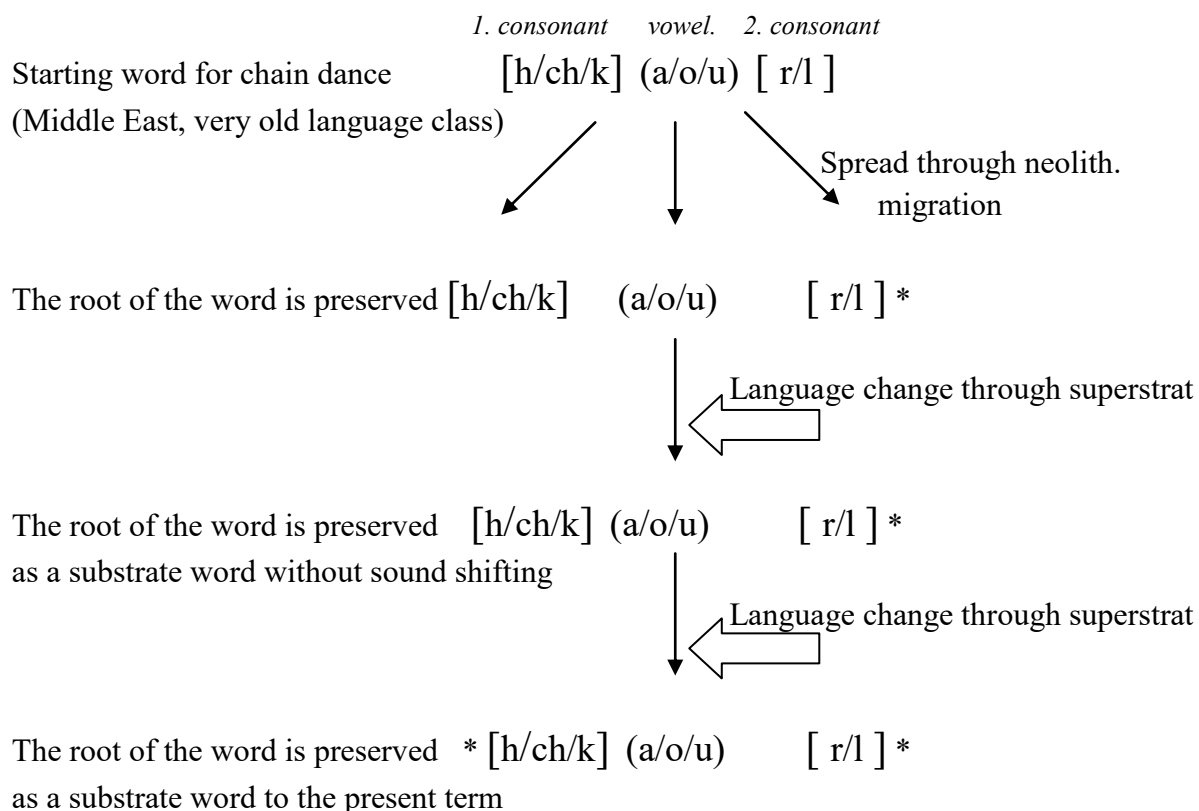 1. consonant vowel. 2. consonant
Starting word for chain dance [h/ch/k] (a/o/u) [ r/l ]
(Middle East, very old language class)
Spread through neolith.
migration
The root of the word is preserved [h/ch/k] (a/o/u) [ r/l ] *
Language change through superstrat
The root of the word is preserved [h/ch/k] (a/o/u) [ r/l ] *
as a substrate word without sound shifting
Language change through superstrat
The root of the word is preserved * [h/ch/k] (a/o/u) [ r/l ] *
as a substrate word to the present term